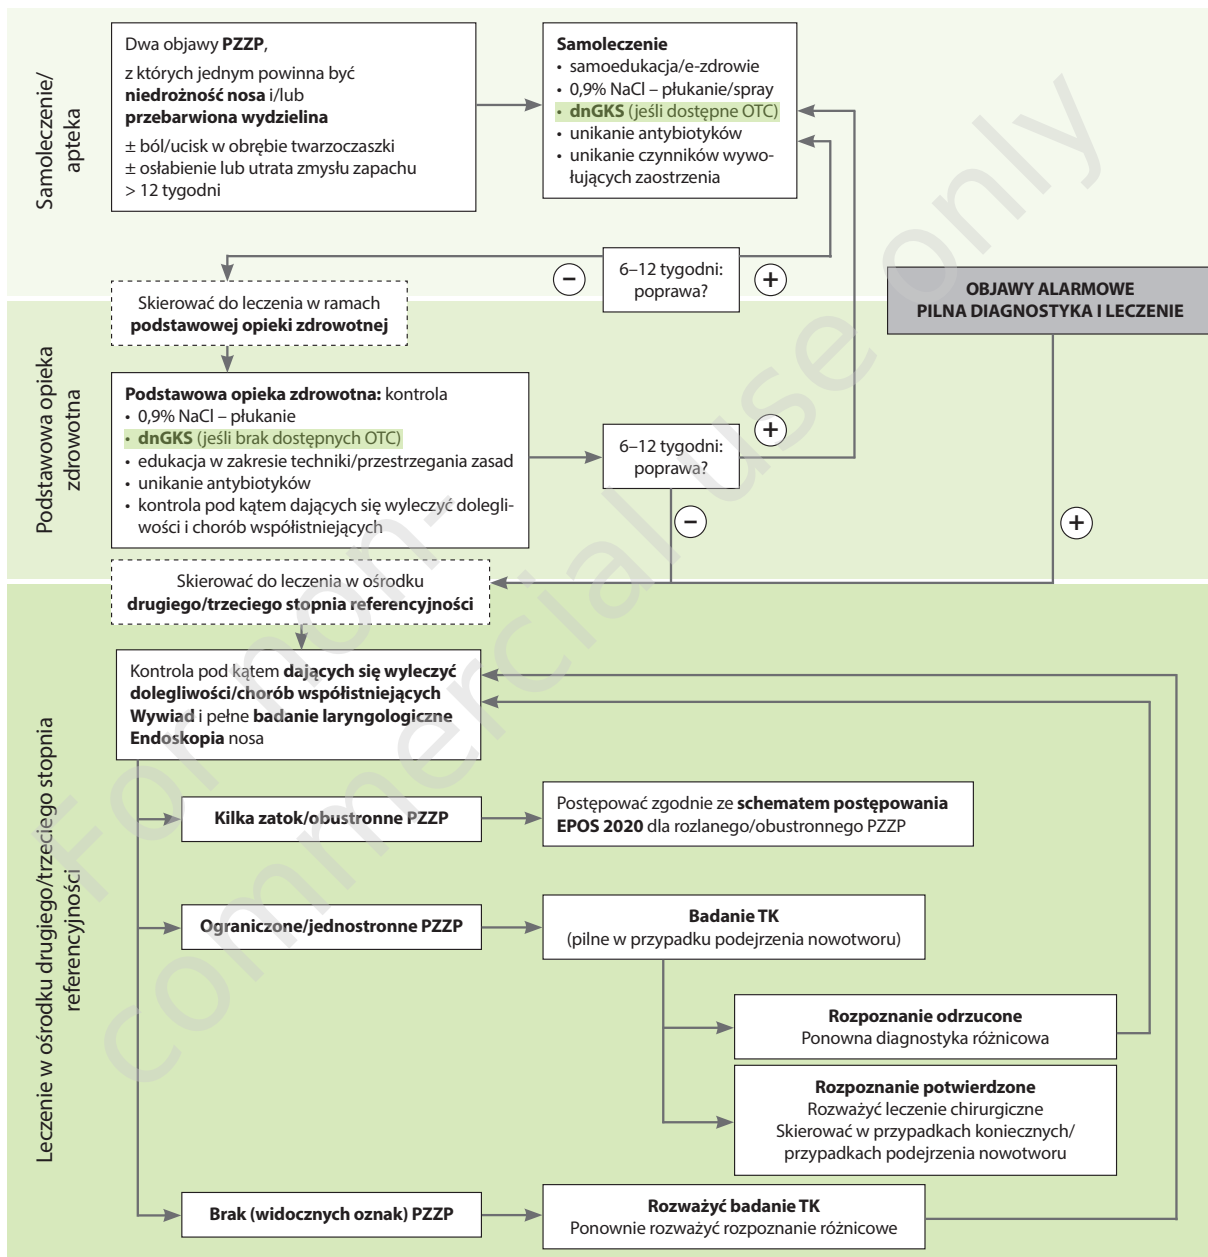 Samoleczenie/
apteka
Dwa objawy PZZP,
z których jednym powinna być
niedrożność nosa i/lub
przebarwiona wydzielina
± ból/ucisk w obrębie twarzoczaszki
± osłabienie lub utrata zmysłu zapachu
> 12 tygodni
Samoleczenie
• samoedukacja/e-zdrowie
• 0,9% NaCl – płukanie/spray
• dnGKS (jeśli dostępne OTC)
• unikanie antybiotyków
• unikanie czynników wywo-
łujących zaostrzenia
−
6–12 tygodni:
poprawa?
+
OBJAWY ALARMOWE
PILNA DIAGNOSTYKA I LECZENIE
Skierować do leczenia w ramach
podstawowej opieki zdrowotnej
Podstawowa opieka
zdrowotna
Podstawowa opieka zdrowotna: kontrola
• 0,9% NaCl – płukanie
• dnGKS (jeśli brak dostępnych OTC)
• edukacja w zakresie techniki/przestrzegania zasad
• unikanie antybiotyków
• kontrola pod kątem dających się wyleczyć dolegli-
wości i chorób współistniejących
6–12 tygodni:
poprawa?
+
−
+
Skierować do leczenia w ośrodku
drugiego/trzeciego stopnia referencyjności
Leczenie w ośrodku drugiego/trzeciego stopnia
referencyjności
Kontrola pod kątem dających się wyleczyć
dolegliwości/chorób współistniejących
Wywiad i pełne badanie laryngologiczne
Endoskopia nosa
Kilka zatok/obustronne PZZP
Postępować zgodnie ze schematem postępowania
EPOS 2020 dla rozlanego/obustronnego PZZP
Ograniczone/jednostronne PZZP
Badanie TK
(pilne w przypadku podejrzenia nowotworu)
Rozpoznanie odrzucone
Ponowna diagnostyka różnicowa
Rozpoznanie potwierdzone
Rozważyć leczenie chirurgiczne
Skierować w przypadkach koniecznych/
przypadkach podejrzenia nowotworu
Brak (widocznych oznak) PZZP
Rozważyć badanie TK
Ponownie rozważyć rozpoznanie różnicowe
For non-
commercial use only